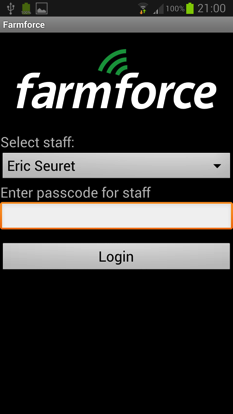 100% 21:00
Farmforce
farmforce
Select staff:
Eric Seuret
Enter passcode for staff
Login